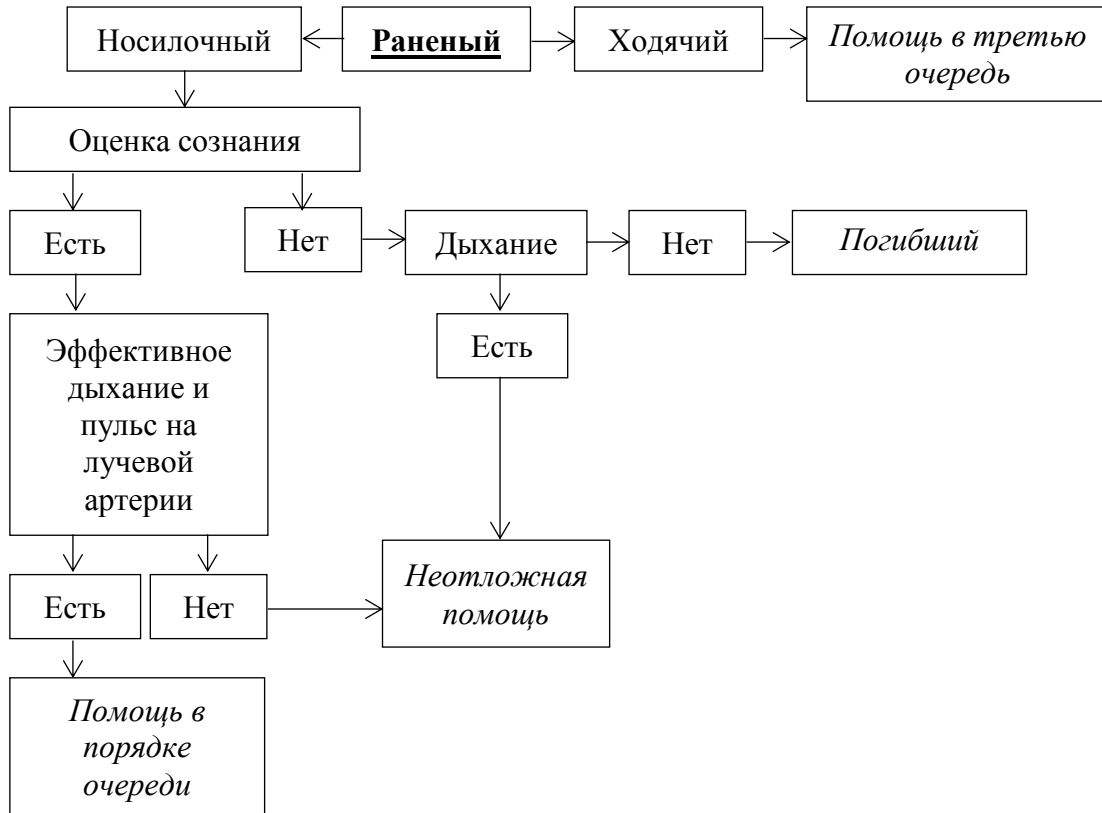 Носилочный
Раненый
Ходячий
Помощь в третью
очередь
Оценка сознания
Есть
Нет
Дыхание
Нет
Погибший
Эффективное
дыхание и
пульс на
лучевой
артерии
Есть
Есть
Нет
Неотложная
помощь
Помощь в
порядке
очереди